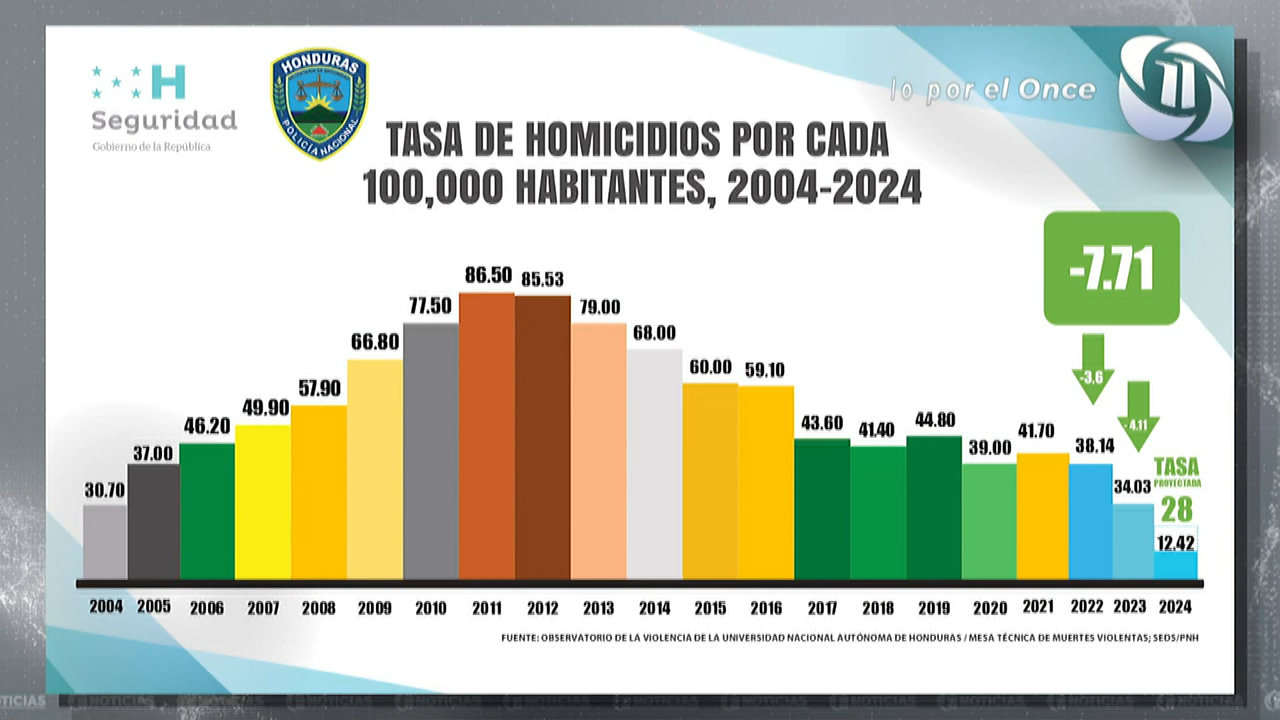 H
Seguridad
Gobierno de la República
HONDURAS
POLICÍA NACIONAL
lo por el Once
11
TASA DE HOMICIDIOS POR CADA
100,000 HABITANTES, 2004-2024
-7.71
-3.6
-4.11
TASA
PROYECTADA
28
30.70
37.00
46.20
49.90
57.90
66.80
77.50
86.50
85.53
79.00
68.00
60.00
59.10
43.60
41.40
44.80
39.00
41.70
38.14
34.03
12.42
2004 2005 2006 2007 2008 2009 2010 2011 2012 2013 2014 2015 2016 2017 2018 2019 2020 2021 2022 2023 2024
FUENTE: OBSERVATORIO DE LA VIOLENCIA DE LA UNIVERSIDAD NACIONAL AUTÓNOMA DE HONDURAS / MESA TÉCNICA DE MUERTES VIOLENTAS; SEDS/PNH
NOTICIAS